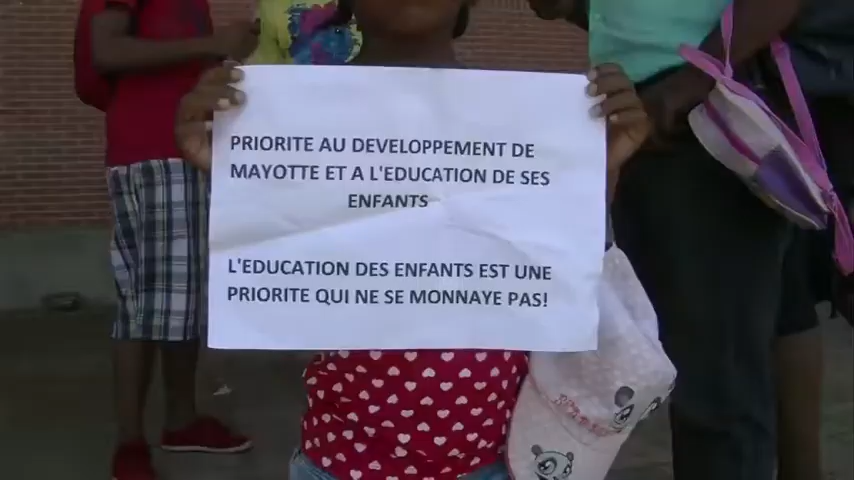 PRIORITE AU DEVELOPPEMENT DE
MAYOTTE ET A L'EDUCATION DE SES
ENFANTS
L'EDUCATION DES ENFANTS EST UNE
PRIORITE QUI NE SE MONNAYE PAS!